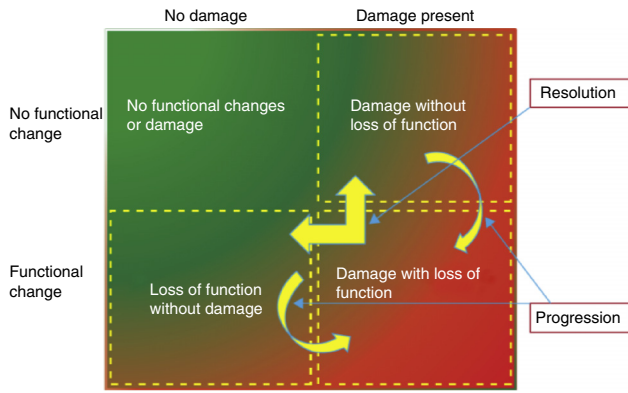 No damage
Damage present
No functional
change
No functional changes
or damage
Damage without
loss of function
Resolution
Functional
change
Loss of function
without damage
Damage with loss of
function
Progression